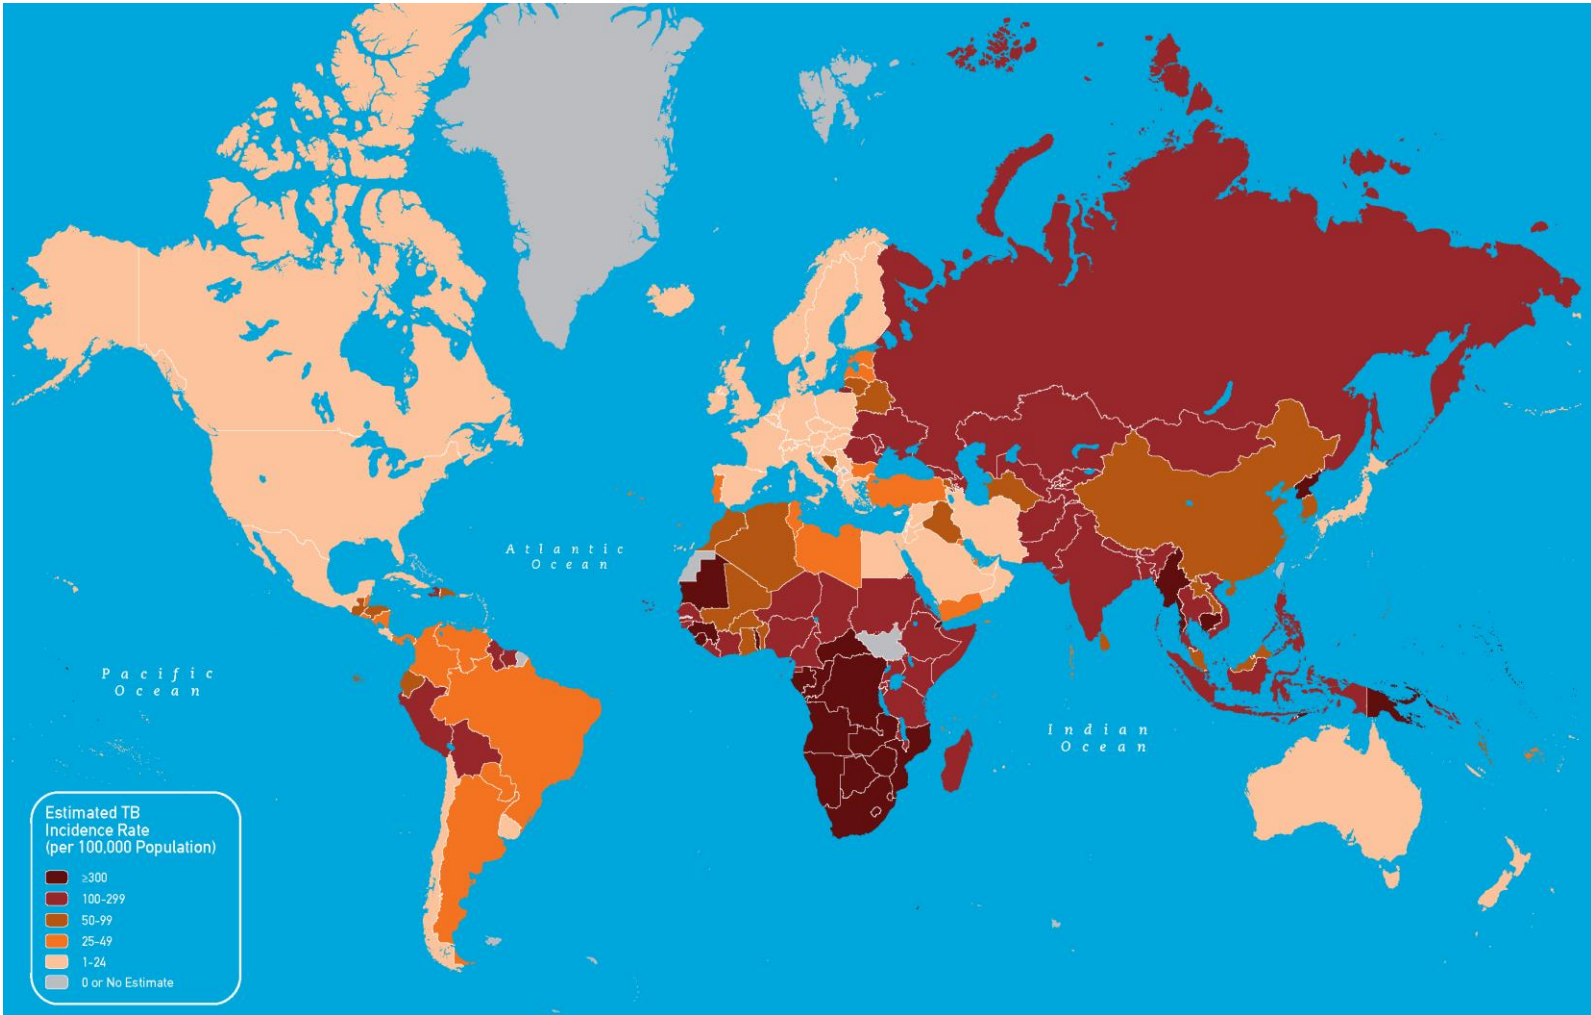 Atlantic
Ocean
Pacific
Ocean
Indian
Ocean
Estimated TB
Incidence Rate
(per 100,000 Population)
≥300
100-299
50-99
25-49
1-24
0 or No Estimate